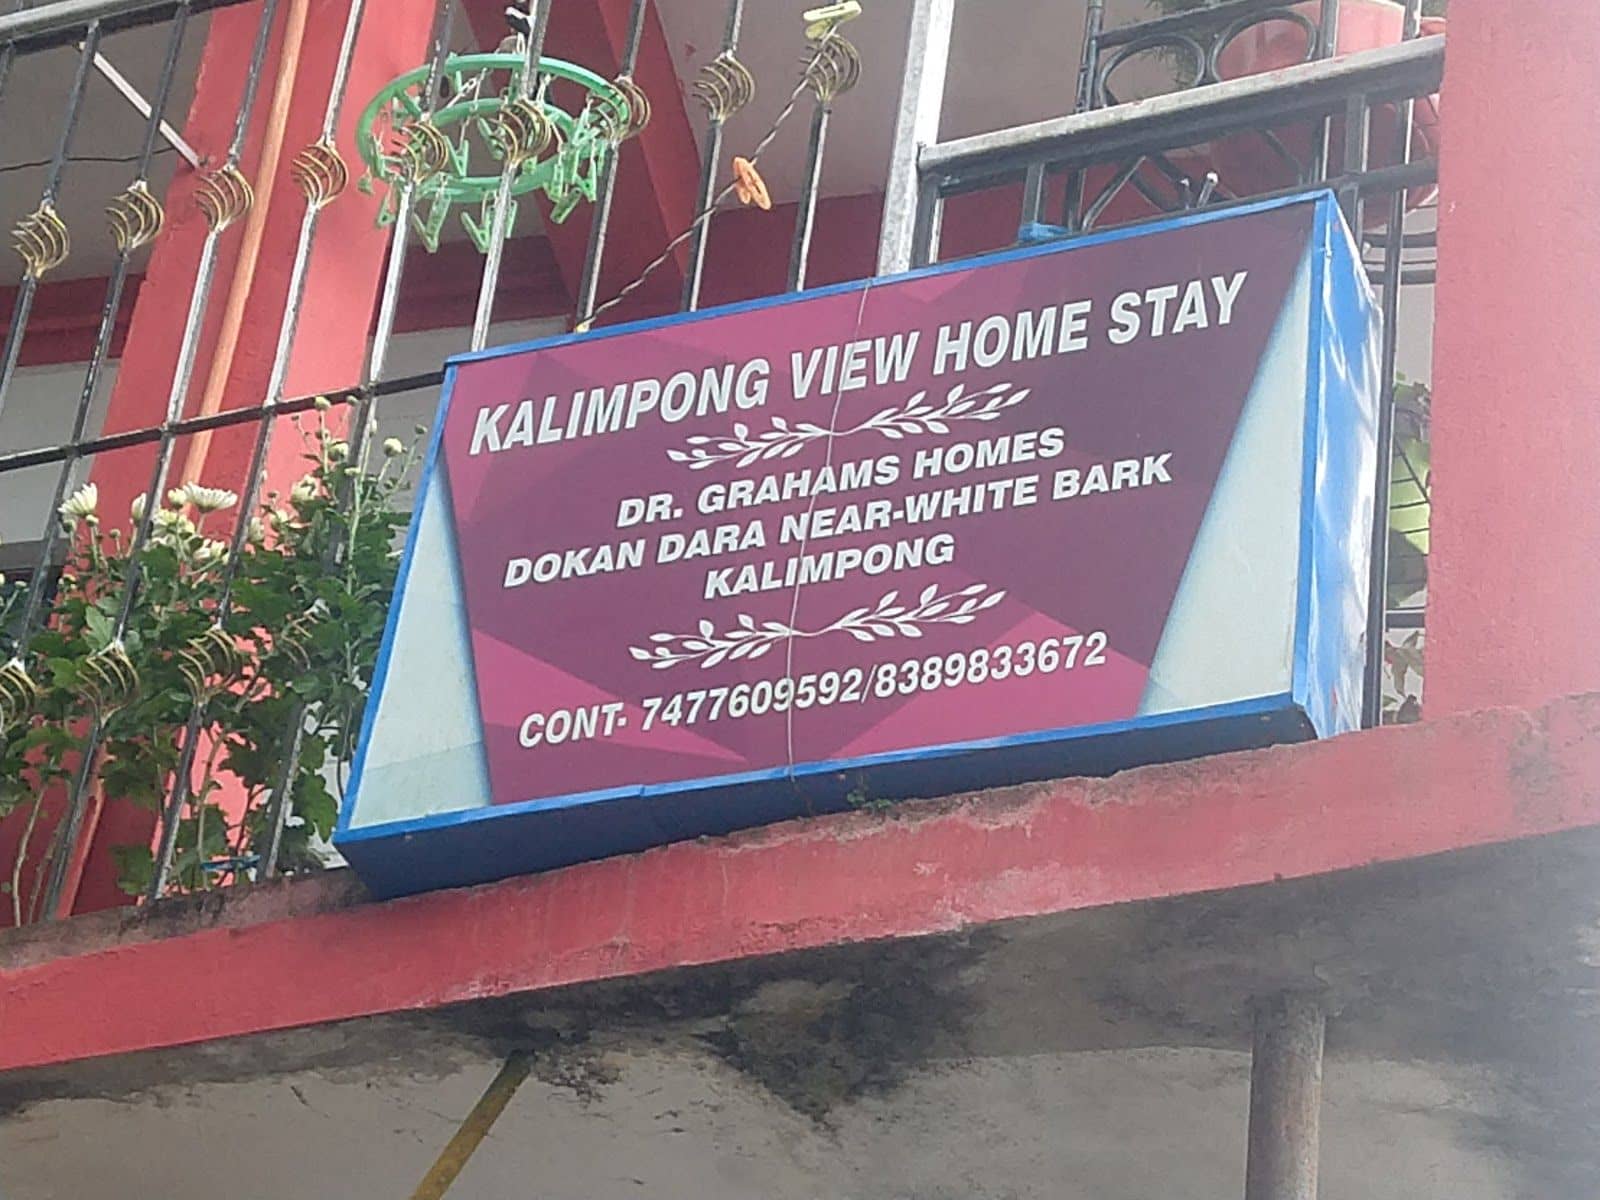 KALIMPONG VIEW HOME STAY
DR. GRAHAMS HOMES
DOKAN DARA NEAR-WHITE BARK
KALIMPONG
CONT- 7477609592/8389833672